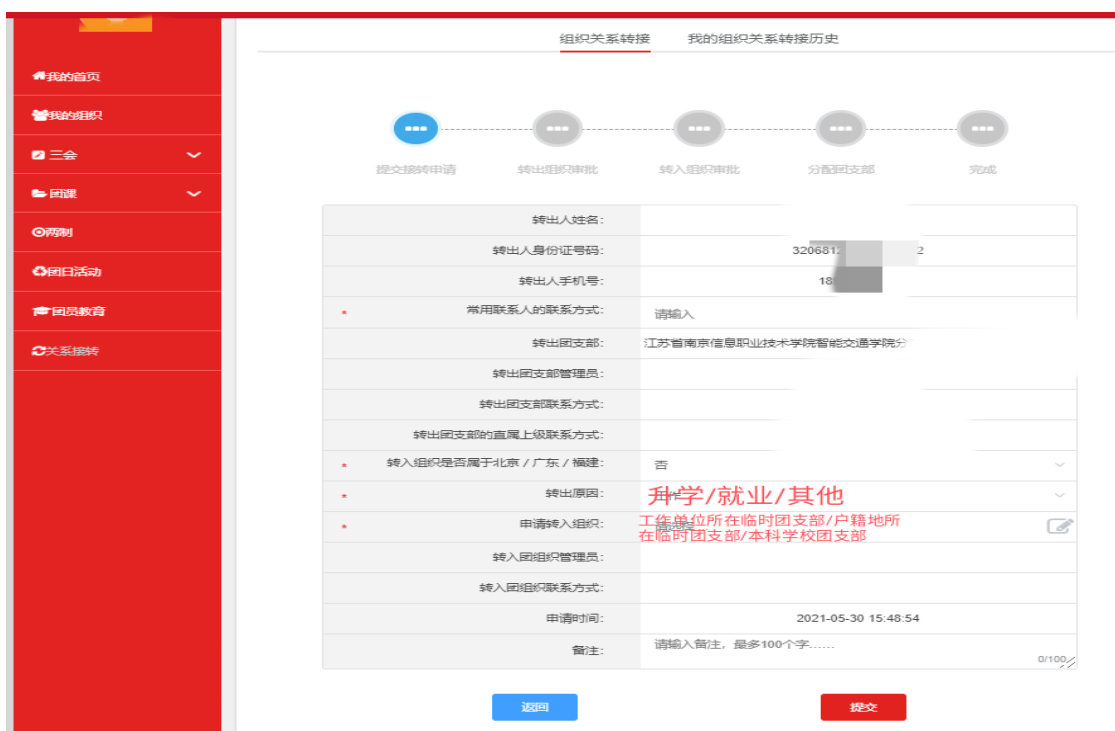 组织关系转接 我的组织关系转接历史
我的首页
我的组织
三会
团课
两制
团日活动
团员教育
关系接转
提交接转申请 转出组织审批 转入组织审批 分配团支部 完成
转出人姓名:
转出人身份证号码: 320681 2
转出人手机号: 18
* 常用联系人的联系方式: 请输入
转出团支部: 江苏省南京信息职业技术学院智能交通学院
转出团支部管理员:
转出团支部联系方式:
转出团支部的直属上级联系方式:
* 转入组织是否属于北京/广东/福建: 否
* 转出原因: 升学/就业/其他
* 申请转入组织: 工作单位所在临时团支部/户籍地所
在临时团支部/本科学校团支部
转入团组织管理员:
转入团组织联系方式:
申请时间: 2021-05-30 15:48:54
备注: 请输入备注，最多100个字……
0/100
返回 提交